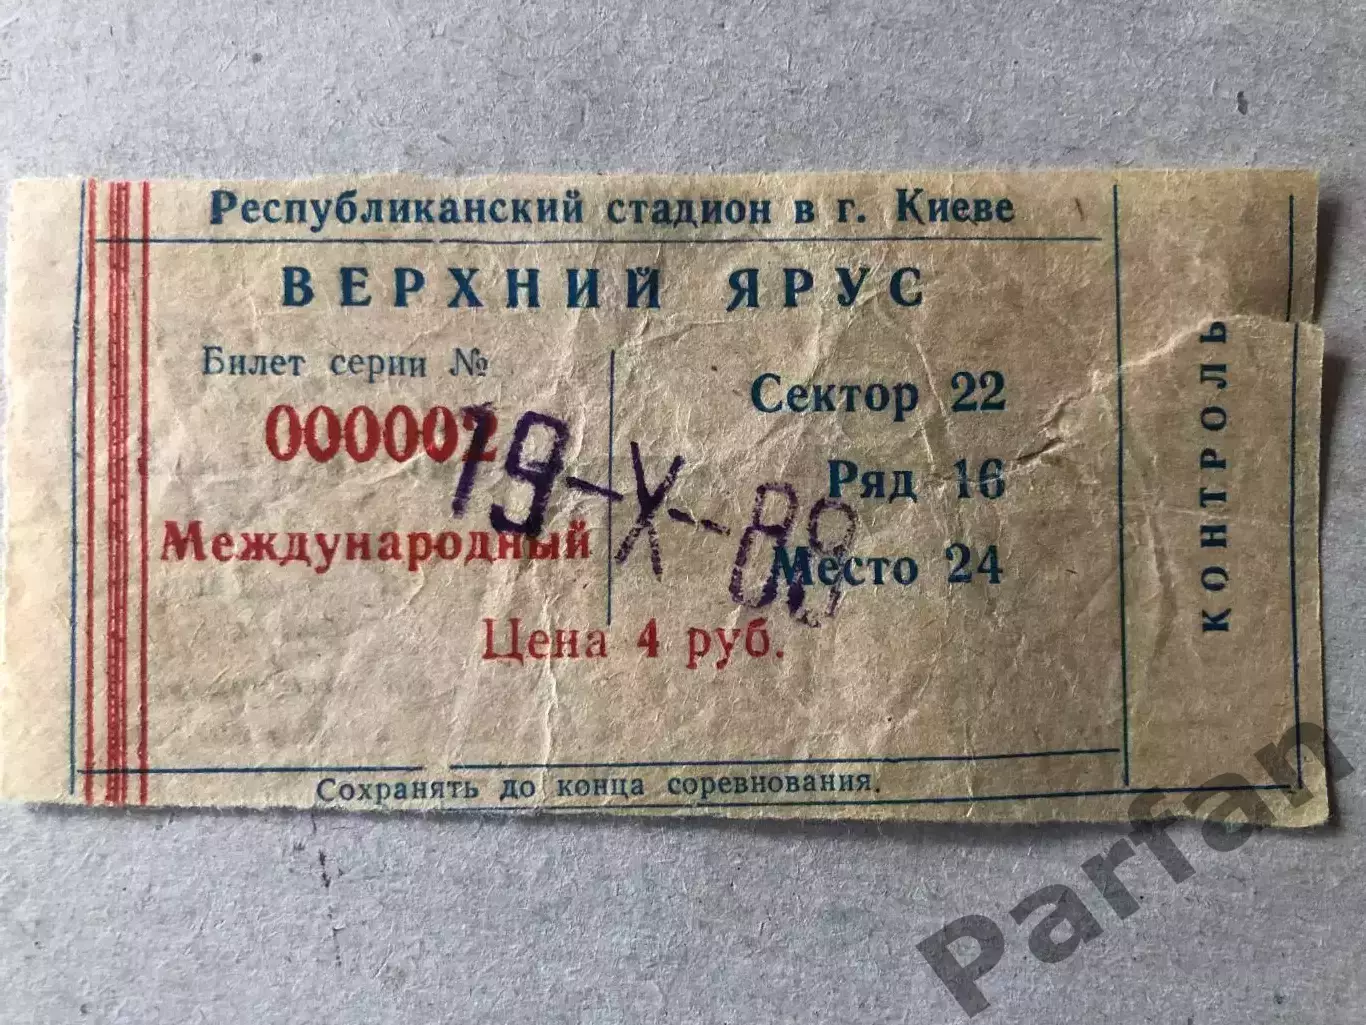 Республиканский стадион в г. Киеве
ВЕРХНИЙ ЯРУС
Билет серии №
000002
Международный
Сектор 22
Ряд 16
Место 24
19-X-88
Цена 4 руб.
Сохранять до конца соревнования.
КОНТРОЛЬ
Parfan